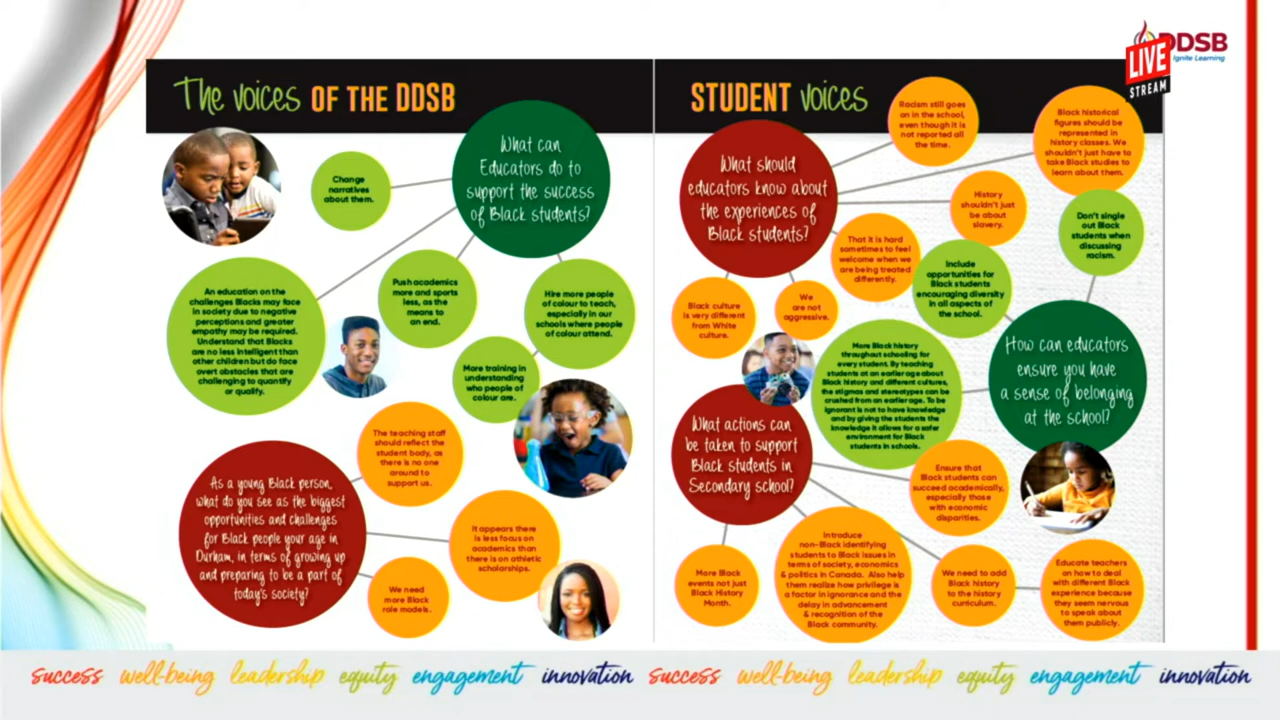 DDSB
Ignite Learning
LIVE
STREAM
The voices OF THE DDSB
What can
Educators do to
support the success
of Black students?
Change
narratives
about them.
An education on the
challenges Blacks may face
in society due to negative
perceptions and greater
empathy may be required.
Understand that Blacks
are no less intelligent than
other children but do face
overt obstacles that are
challenging to quantify
or qualify.
Push academics
more and sports
less, as the
means to
an end.
Hire more people
of colour to teach,
especially in our
schools where people
of colour attend.
More training in
understanding
who people of
colour are.
As a young Black person,
what do you see as the biggest
opportunities and challenges
for Black people your age in
Durham, in terms of growing up
and preparing to be a part of
today's society?
The teaching staff
should reflect the
student body, as
there is no one
around to
support us.
It appears there
is less focus on
academics than
there is on athletic
scholarships.
We need
more Black
role models.
STUDENT voices
What should
educators know about
the experiences of
Black students?
Racism still goes
on in the school,
even though it is
not reported all
the time.
Black historical
figures should be
represented in
history classes. We
shouldn't just have to
take Black studies to
learn about them.
History
shouldn't just
be about
slavery.
That it is hard
sometimes to feel
welcome when we
are being treated
differently.
Black culture
is very different
from White
culture.
We
are not
aggressive.
Don't single
out Black
students when
discussing
racism.
Include
opportunities for
Black students
encouraging diversity
in all aspects of
the school.
How can educators
ensure you have
a sense of belonging
at the school?
More Black history
throughout schooling for
every student. By teaching
students at an earlier age about
Black history and different cultures,
the stigmas and stereotypes can be
crushed from an earlier age. To be
ignorant is not to have knowledge
and by giving the students the
knowledge it allows for a safer
environment for Black
students in schools.
What actions can
be taken to support
Black students in
Secondary school?
Ensure that
Black students can
succeed academically,
especially those
with economic
disparities.
More Black
events not just
Black History
Month.
Introduce
non-Black identifying
students to Black issues in
terms of society, economics
& politics in Canada. Also help
them realize how privilege is
a factor in ignorance and the
delay in advancement
& recognition of the
Black community.
We need to add
Black history
to the history
curriculum.
Educate teachers
on how to deal
with different Black
experience because
they seem nervous
to speak about
them publicly.
success well-being leadership equity engagement innovation success well-being leadership equity engagement innovation